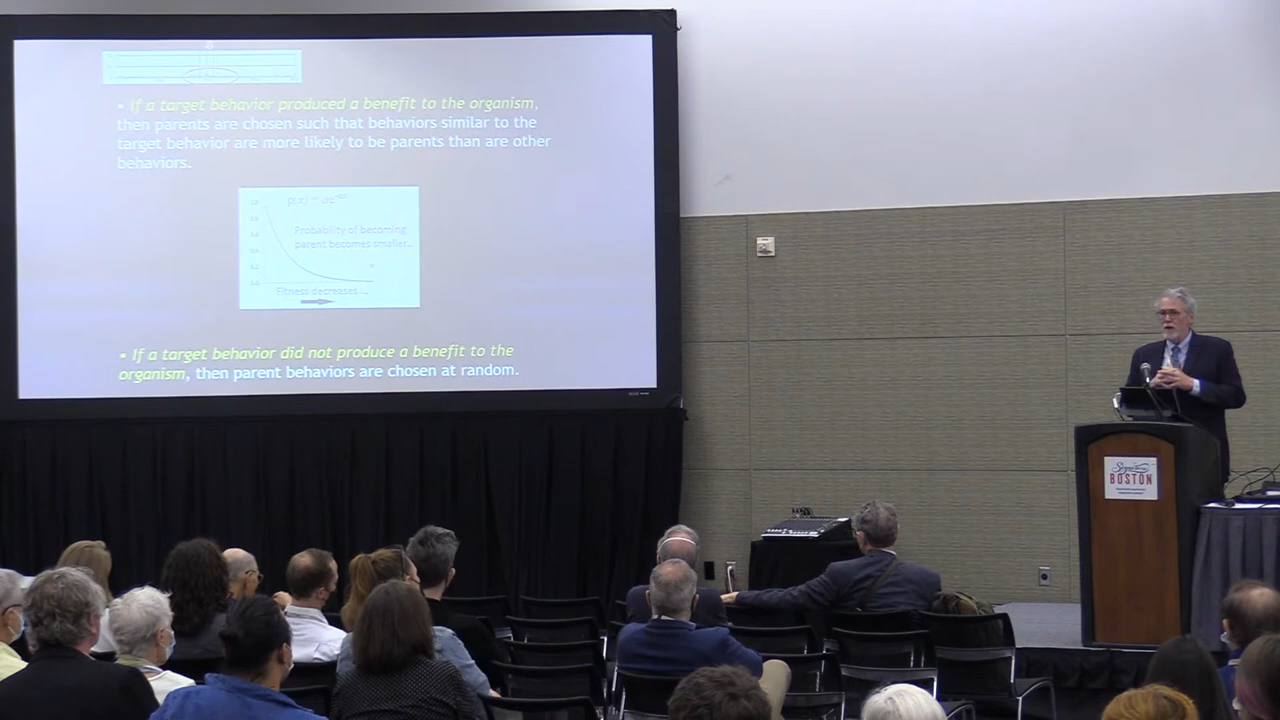 • If a target behavior produced a benefit to the organism,
then parents are chosen such that behaviors similar to the
target behavior are more likely to be parents than are other
behaviors.
Probability of becoming
parent becomes smaller...
Fitness decreases ...
• If a target behavior did not produce a benefit to the
organism, then parent behaviors are chosen at random.
Signature
BOSTON